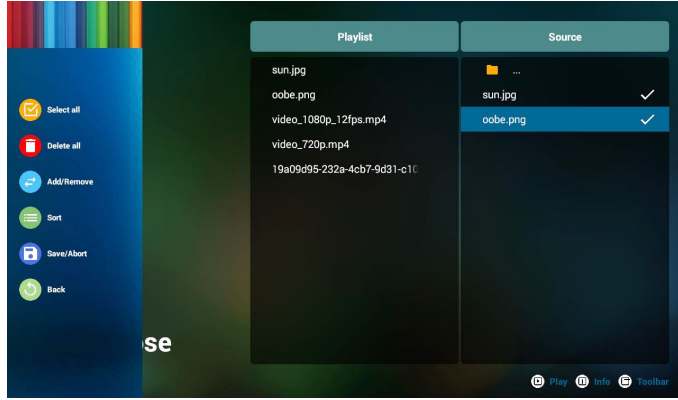 Playlist
Source
sun.jpg
oobe.png
video_1080p_12fps.mp4
video_720p.mp4
19a09d95-232a-4cb7-9d31-c10
...
sun.jpg
oobe.png
Select all
Delete all
Add/Remove
Sort
Save/Abort
Back
ose
Play
Info
Toolbar